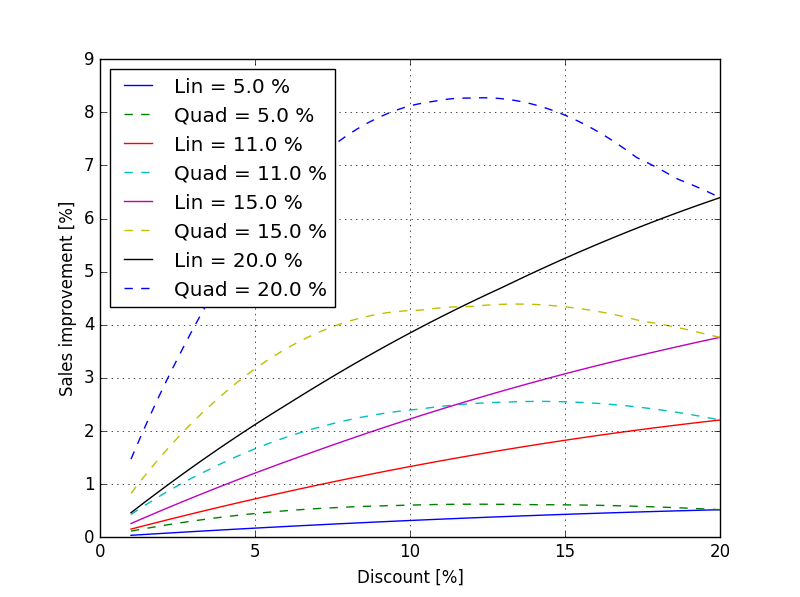 9
8
7
6
5
4
3
2
1
0
Sales improvement [%]
Lin = 5.0 %
Quad = 5.0 %
Lin = 11.0 %
Quad = 11.0 %
Lin = 15.0 %
Quad = 15.0 %
Lin = 20.0 %
Quad = 20.0 %
0 5 10 15 20
Discount [%]